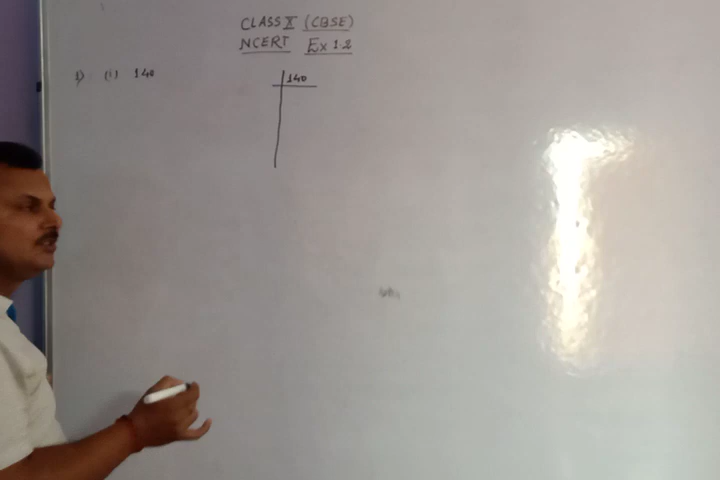 CLASS X (CBSE)
NCERT Ex 1.2
1) (i) 140
140